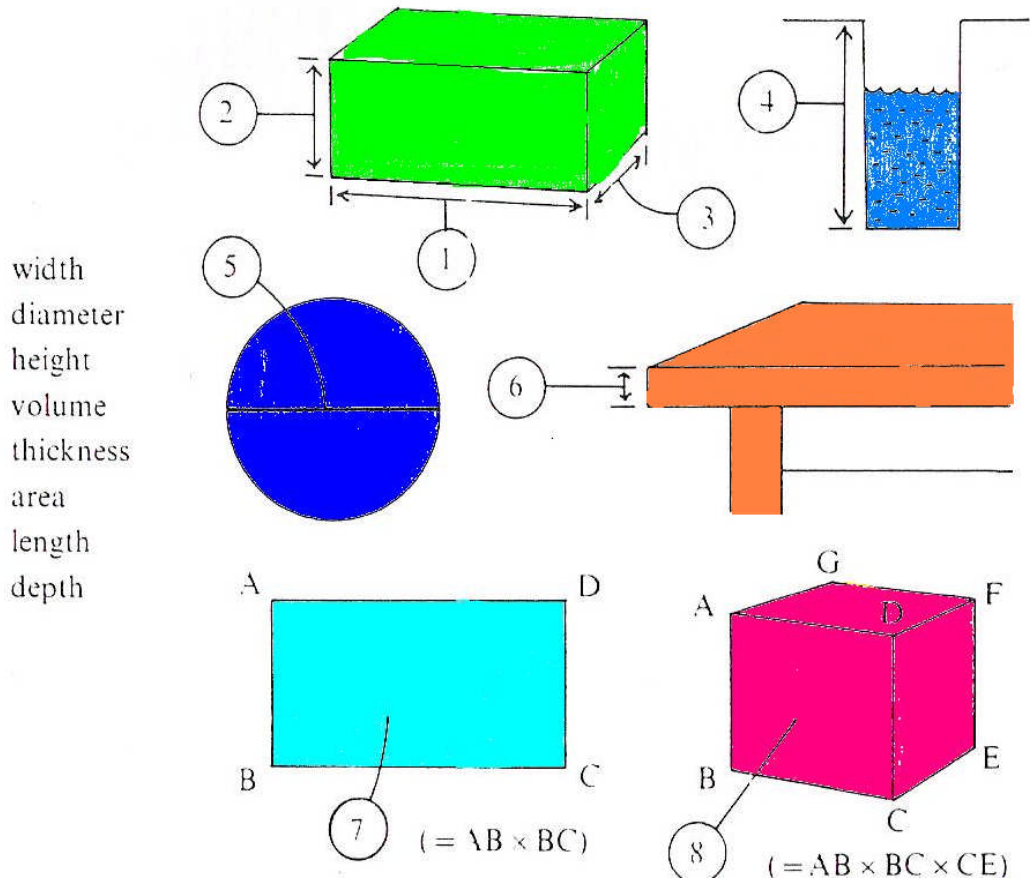 2
4
3
1
width
diameter
height
volume
thickness
area
length
depth
5
6
A
D
B
C
7
(= AB × BC)
G
A
D
F
B
E
C
8
(= AB × BC × CE)